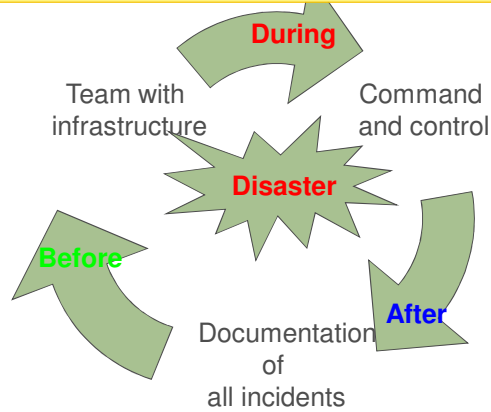 During
Team with
infrastructure
Command
and control
Disaster
Before
After
Documentation
of
all incidents